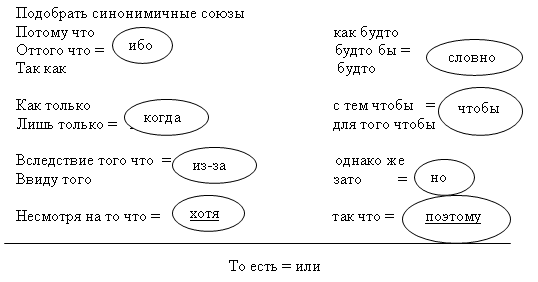 Подобрать синонимичные союзы
Потому что
Оттого что = ибо
Так как
как будто
будто бы = словно
будто
Как только
Лишь только = когда
с тем чтобы = чтобы
для того чтобы
Вследствие того что = из-за
Ввиду того
однако же
зато = но
Несмотря на то что = хотя
так что = поэтому
То есть = или